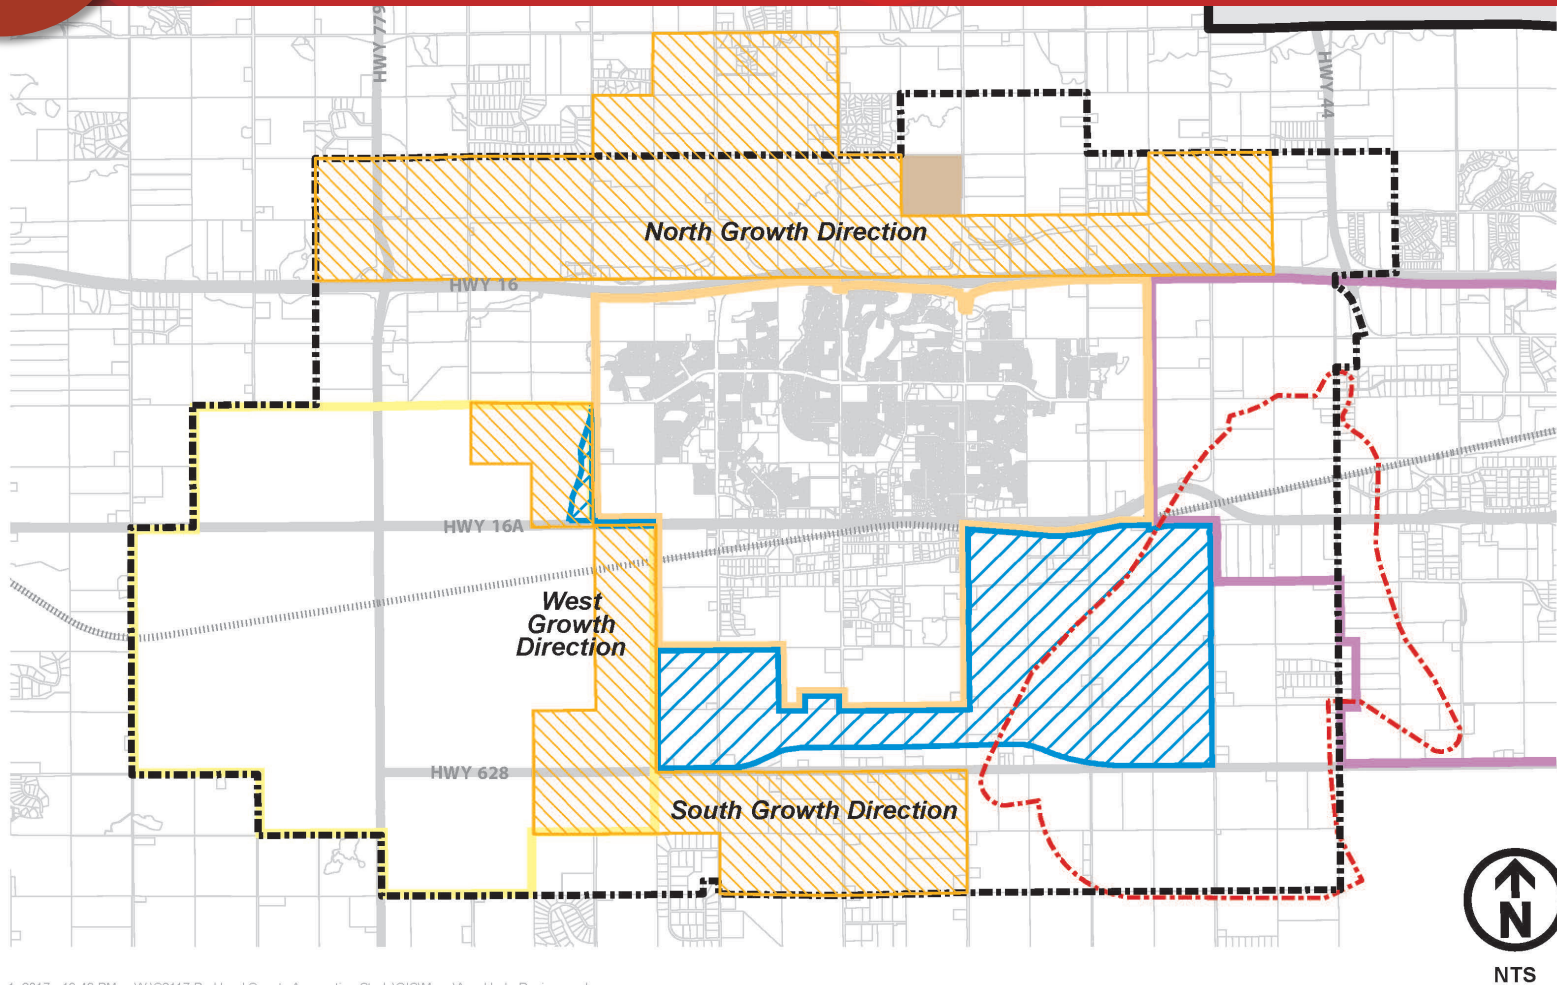 HWY 779
HWY 44
North Growth Direction
HWY 16
HWY 16A
West
Growth
Direction
HWY 628
South Growth Direction
N
NTS